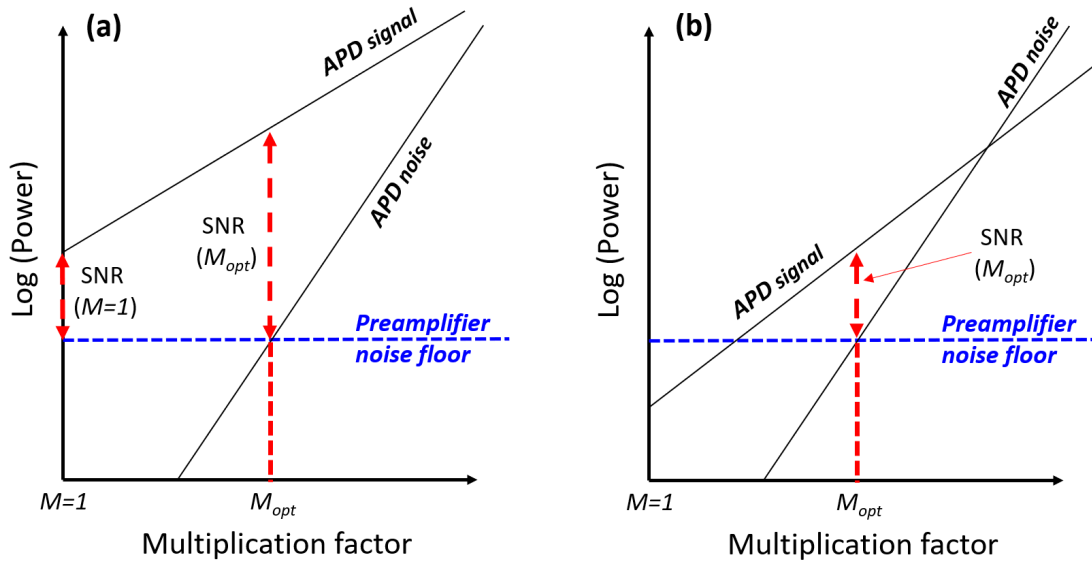 (a)
Log (Power)
APD signal
APD noise
SNR
(M=1)
SNR
(Mopt)
Preamplifier
noise floor
M=1
Mopt
Multiplication factor
(b)
Log (Power)
APD signal
APD noise
SNR
(Mopt)
Preamplifier
noise floor
M=1
Mopt
Multiplication factor